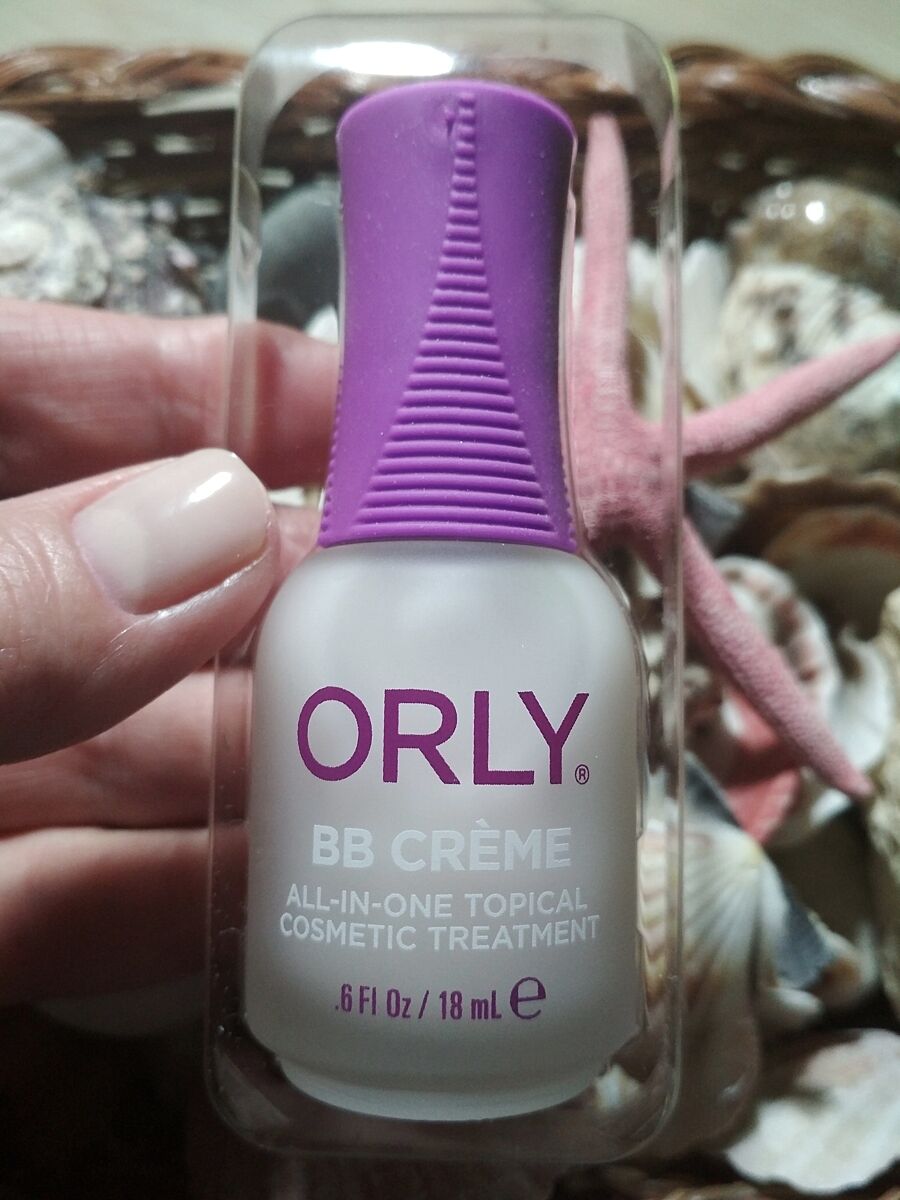 ORLY®
BB CRÈME
ALL-IN-ONE TOPICAL
COSMETIC TREATMENT
.6 Fl Oz / 18 mL ℮